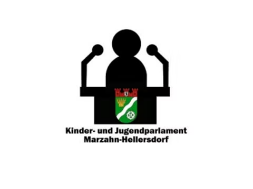 Kinder- und Jugendparlament
Marzahn-Hellersdorf